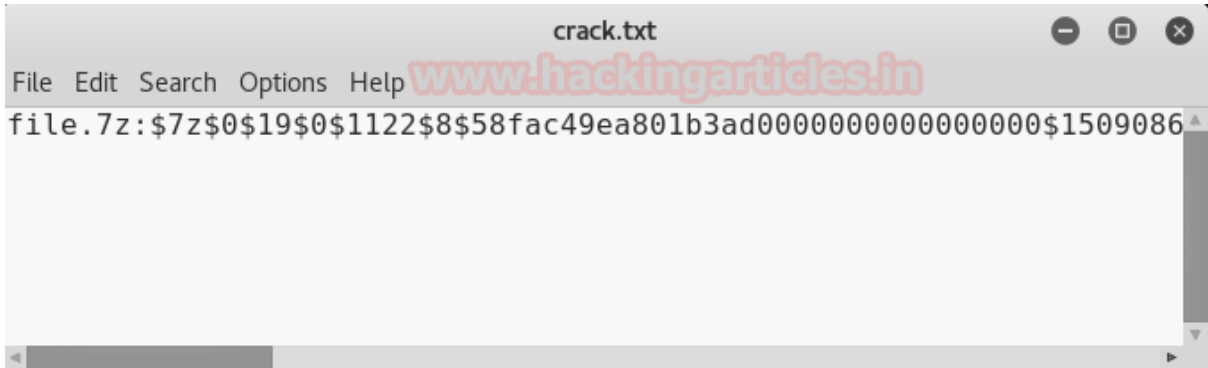 crack.txt
www.hackingarticles.in
File Edit Search Options Help
file.7z:$7z$0$19$0$1122$8$58fac49ea801b3ad0000000000000000$1509086